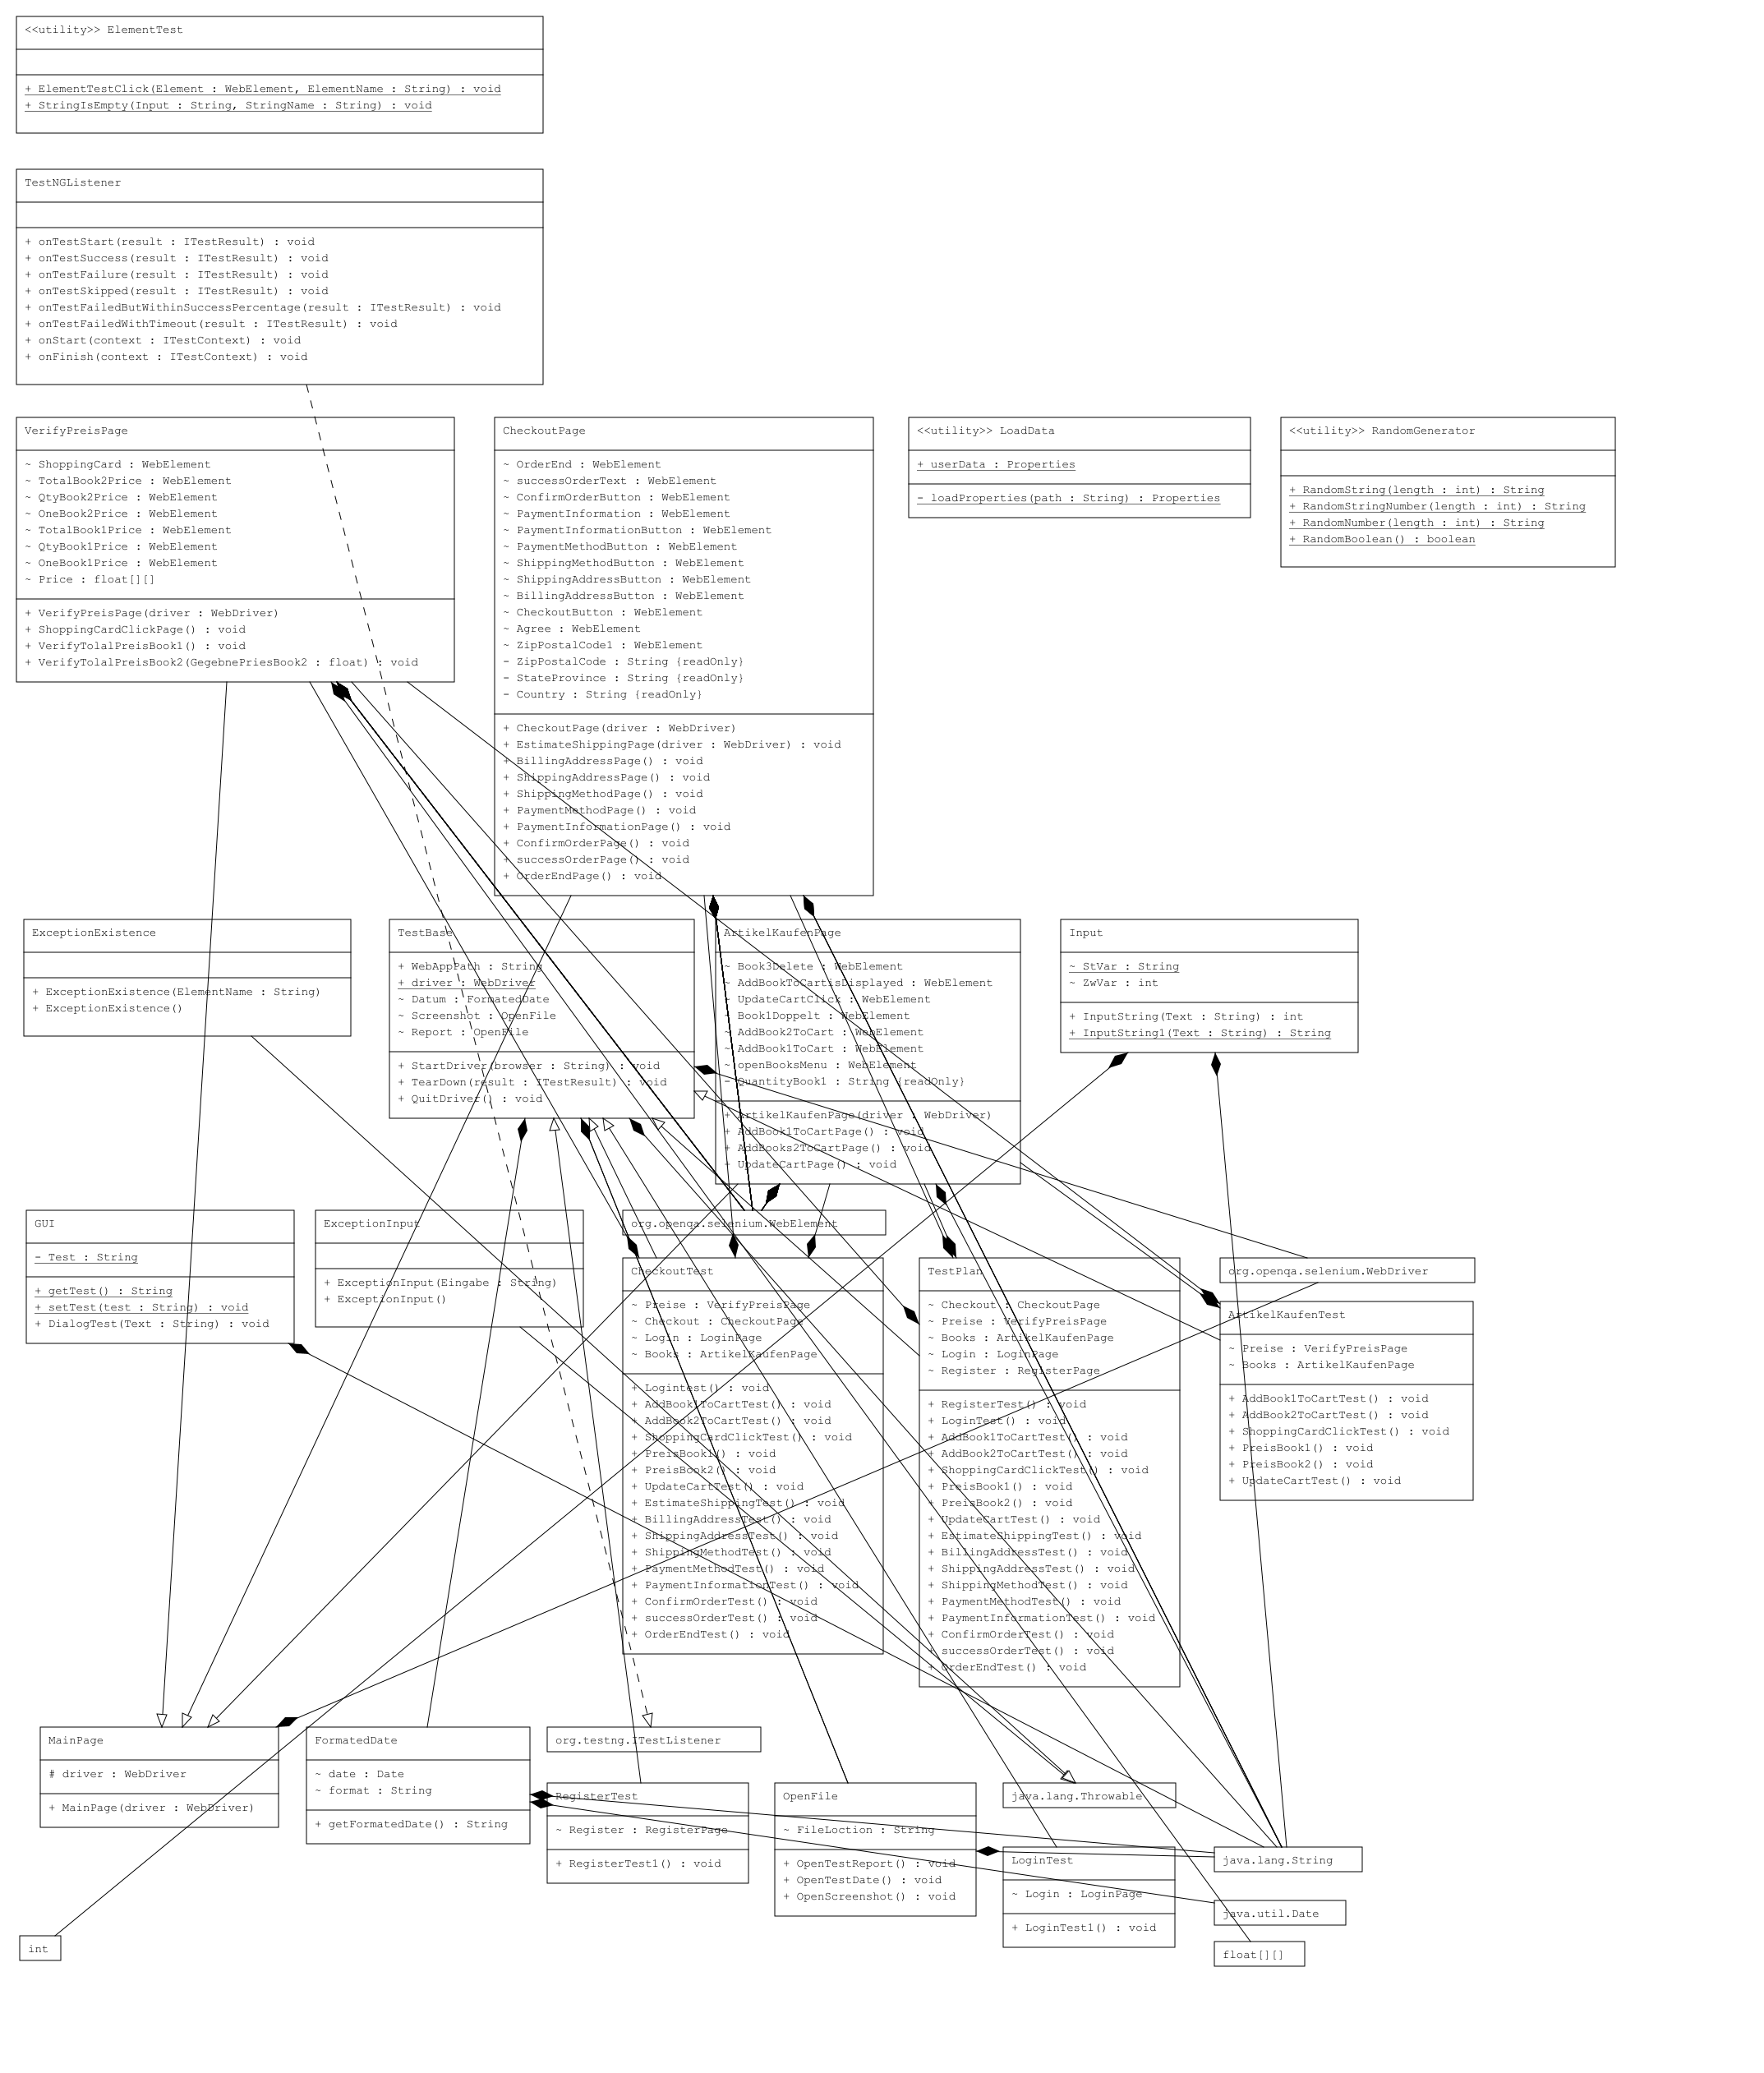 <<utility>> ElementTest
+ ElementTestClick(Element : WebElement, ElementName : String) : void
+ StringIsEmpty(Input : String, StringName : String) : void
TestNGListener
+ onTestStart(result : ITestResult) : void
+ onTestSuccess(result : ITestResult) : void
+ onTestFailure(result : ITestResult) : void
+ onTestSkipped(result : ITestResult) : void
+ onTestFailedButWithinSuccessPercentage(result : ITestResult) : void
+ onTestFailedWithTimeout(result : ITestResult) : void
+ onStart(context : ITestContext) : void
+ onFinish(context : ITestContext) : void
VerifyPreisPage
~ ShoppingCard : WebElement
~ TotalBook2Price : WebElement
~ QtyBook2Price : WebElement
~ OneBook2Price : WebElement
~ TotalBook1Price : WebElement
~ QtyBook1Price : WebElement
~ OneBook1Price : WebElement
~ Price : float[][]
+ VerifyPreisPage(driver : WebDriver)
+ ShoppingCardClickPage() : void
+ VerifyTolalPreisBook1() : void
+ VerifyTolalPreisBook2(GegebnePriesBook2 : float) : void
CheckoutPage
~ OrderEnd : WebElement
~ successOrderText : WebElement
~ ConfirmOrderButton : WebElement
~ PaymentInformation : WebElement
~ PaymentInformationButton : WebElement
~ PaymentMethodButton : WebElement
~ ShippingMethodButton : WebElement
~ ShippingAddressButton : WebElement
~ BillingAddressButton : WebElement
~ CheckoutButton : WebElement
~ Agree : WebElement
~ ZipPostalCode1 : WebElement
- ZipPostalCode : String {readOnly}
- StateProvince : String {readOnly}
- Country : String {readOnly}
+ CheckoutPage(driver : WebDriver)
+ EstimateShippingPage(driver : WebDriver) : void
+ BillingAddressPage() : void
+ ShippingAddressPage() : void
+ ShippingMethodPage() : void
+ PaymentMethodPage() : void
+ PaymentInformationPage() : void
+ ConfirmOrderPage() : void
+ successOrderPage() : void
+ OrderEndPage() : void
<<utility>> LoadData
+ userData : Properties
- loadProperties(path : String) : Properties
<<utility>> RandomGenerator
+ RandomString(length : int) : String
+ RandomStringNumber(length : int) : String
+ RandomNumber(length : int) : String
+ RandomBoolean() : boolean
ExceptionExistence
+ ExceptionExistence(ElementName : String)
+ ExceptionExistence()
TestBase
+ WebAppPath : String
+ driver : WebDriver
~ Datum : FormatedDate
~ Screenshot : OpenFile
~ Report : OpenFile
+ StartDriver(browser : String) : void
+ TearDown(result : ITestResult) : void
+ QuitDriver() : void
ArtikelKaufenPage
~ Book3Delete : WebElement
~ AddBookToCartisDisplayed : WebElement
~ UpdateCartClick : WebElement
~ Book1Doppelt : WebElement
~ AddBook2ToCart : WebElement
~ AddBook1ToCart : WebElement
~ openBooksMenu : WebElement
- QuantityBook1 : String {readOnly}
+ ArtikelKaufenPage(driver : WebDriver)
+ AddBook1ToCartPage() : void
+ AddBooks2ToCartPage() : void
+ UpdateCartPage() : void
Input
~ StVar : String
~ ZwVar : int
+ InputString(Text : String) : int
+ InputString1(Text : String) : String
GUI
- Test : String
+ getTest() : String
+ setTest(test : String) : void
+ DialogTest(Text : String) : void
ExceptionInput
+ ExceptionInput(Eingabe : String)
+ ExceptionInput()
org.openqa.selenium.WebElement
CheckoutTest
~ Preise : VerifyPreisPage
~ Checkout : CheckoutPage
~ Login : LoginPage
~ Books : ArtikelKaufenPage
+ Logintest() : void
+ AddBook1ToCartTest() : void
+ AddBook2ToCartTest() : void
+ ShoppingCardClickTest() : void
+ PreisBook1() : void
+ PreisBook2() : void
+ UpdateCartTest() : void
+ EstimateShippingTest() : void
+ BillingAddressTest() : void
+ ShippingAddressTest() : void
+ ShippingMethodTest() : void
+ PaymentMethodTest() : void
+ PaymentInformationTest() : void
+ ConfirmOrderTest() : void
+ successOrderTest() : void
+ OrderEndTest() : void
TestPlan
~ Checkout : CheckoutPage
~ Preise : VerifyPreisPage
~ Books : ArtikelKaufenPage
~ Login : LoginPage
~ Register : RegisterPage
+ RegisterTest() : void
+ LoginTest() : void
+ AddBook1ToCartTest() : void
+ AddBook2ToCartTest() : void
+ ShoppingCardClickTest() : void
+ PreisBook1() : void
+ PreisBook2() : void
+ UpdateCartTest() : void
+ EstimateShippingTest() : void
+ BillingAddressTest() : void
+ ShippingAddressTest() : void
+ ShippingMethodTest() : void
+ PaymentMethodTest() : void
+ PaymentInformationTest() : void
+ ConfirmOrderTest() : void
+ successOrderTest() : void
+ OrderEndTest() : void
org.openqa.selenium.WebDriver
ArtikelKaufenTest
~ Preise : VerifyPreisPage
~ Books : ArtikelKaufenPage
+ AddBook1ToCartTest() : void
+ AddBook2ToCartTest() : void
+ ShoppingCardClickTest() : void
+ PreisBook1() : void
+ PreisBook2() : void
+ UpdateCartTest() : void
MainPage
# driver : WebDriver
+ MainPage(driver : WebDriver)
FormatedDate
~ date : Date
~ format : String
+ getFormatedDate() : String
org.testng.ITestListener
RegisterTest
~ Register : RegisterPage
+ RegisterTest1() : void
OpenFile
~ FileLoction : String
+ OpenTestReport() : void
+ OpenTestDate() : void
+ OpenScreenshot() : void
java.lang.Throwable
LoginTest
~ Login : LoginPage
+ LoginTest1() : void
java.lang.String
java.util.Date
float[][]
int